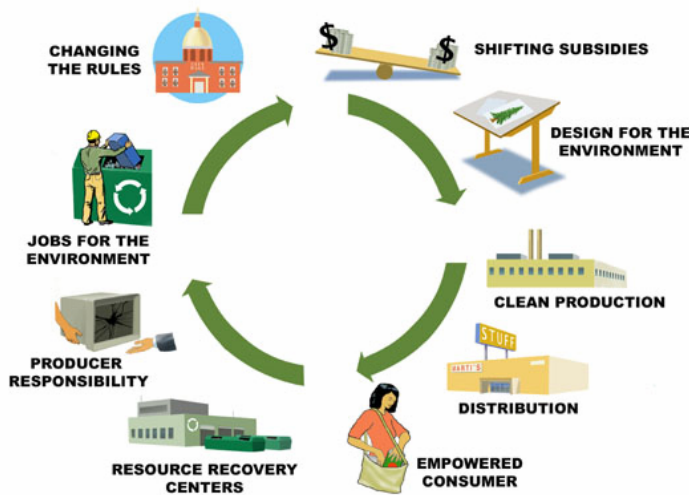 CHANGING
THE RULES
$
$
SHIFTING SUBSIDIES
DESIGN FOR THE
ENVIRONMENT
CLEAN PRODUCTION
STUFF
MARYI'S
DISTRIBUTION
EMPOWERED
CONSUMER
RESOURCE RECOVERY
CENTERS
PRODUCER
RESPONSIBILITY
JOBS FOR THE
ENVIRONMENT